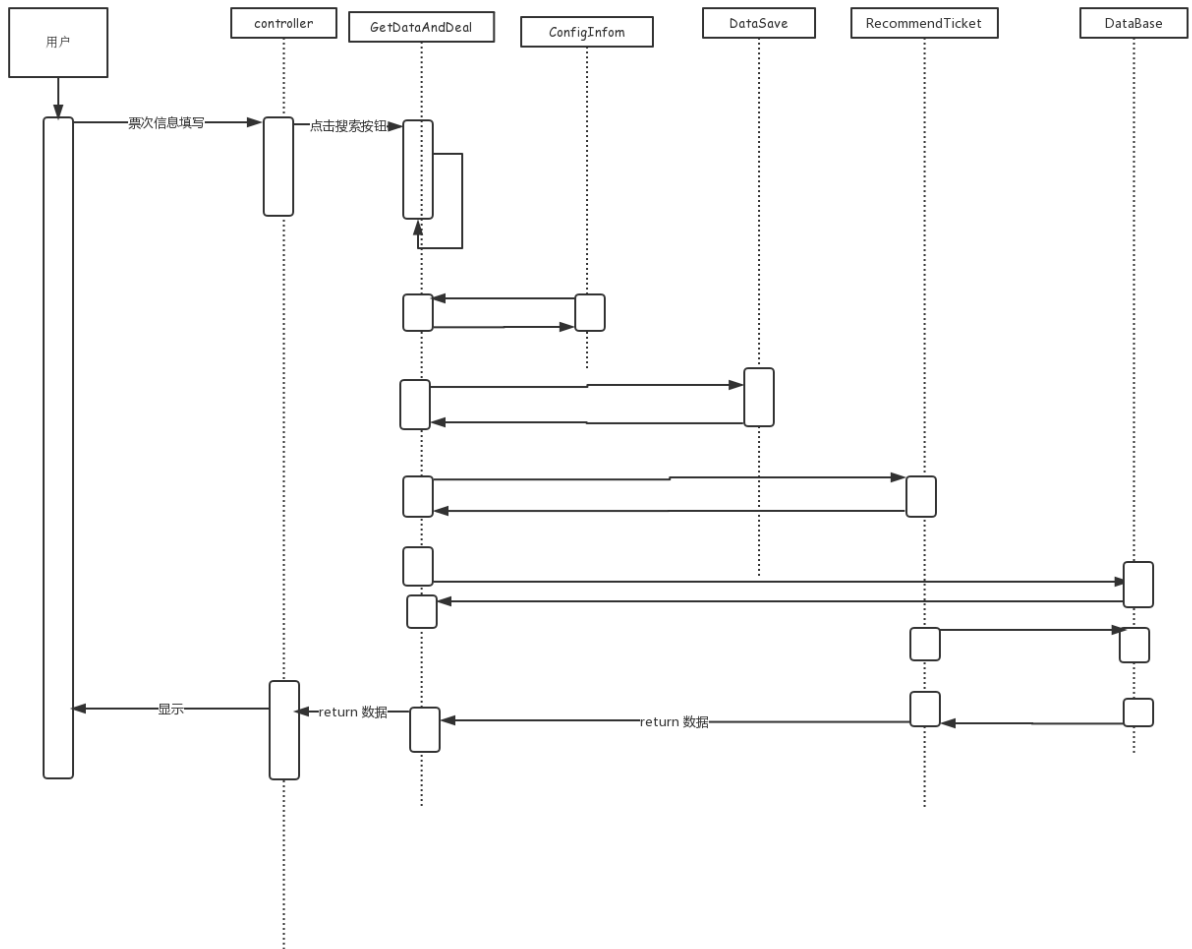 用户
controller
GetDataAndDeal
ConfigInfom
DataSave
RecommendTicket
DataBase
票次信息填写
点击搜索按钮
显示
return 数据
return 数据